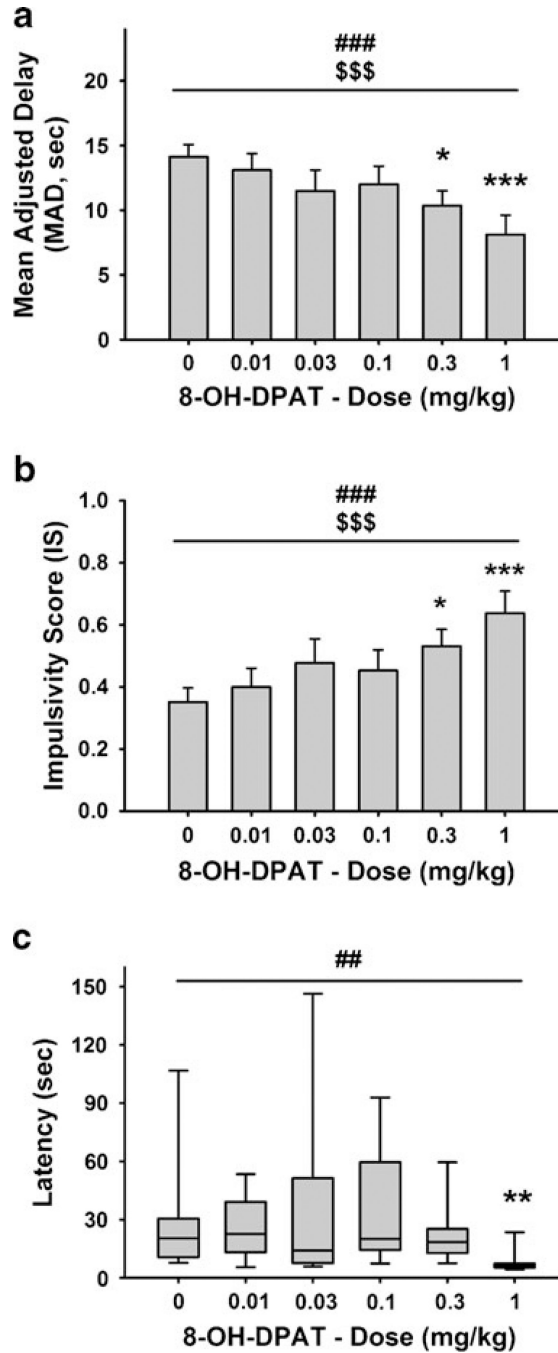 a
###
$$$
20
15
10
5
0
*
***
Mean Adjusted Delay
(MAD, sec)
0 0.01 0.03 0.1 0.3 1
8-OH-DPAT - Dose (mg/kg)
b
###
$$$
1.0
0.8
0.6
0.4
0.2
0.0
*
***
Impulsivity Score (IS)
0 0.01 0.03 0.1 0.3 1
8-OH-DPAT - Dose (mg/kg)
c
##
150
120
90
60
30
0
**
Latency (sec)
0 0.01 0.03 0.1 0.3 1
8-OH-DPAT - Dose (mg/kg)